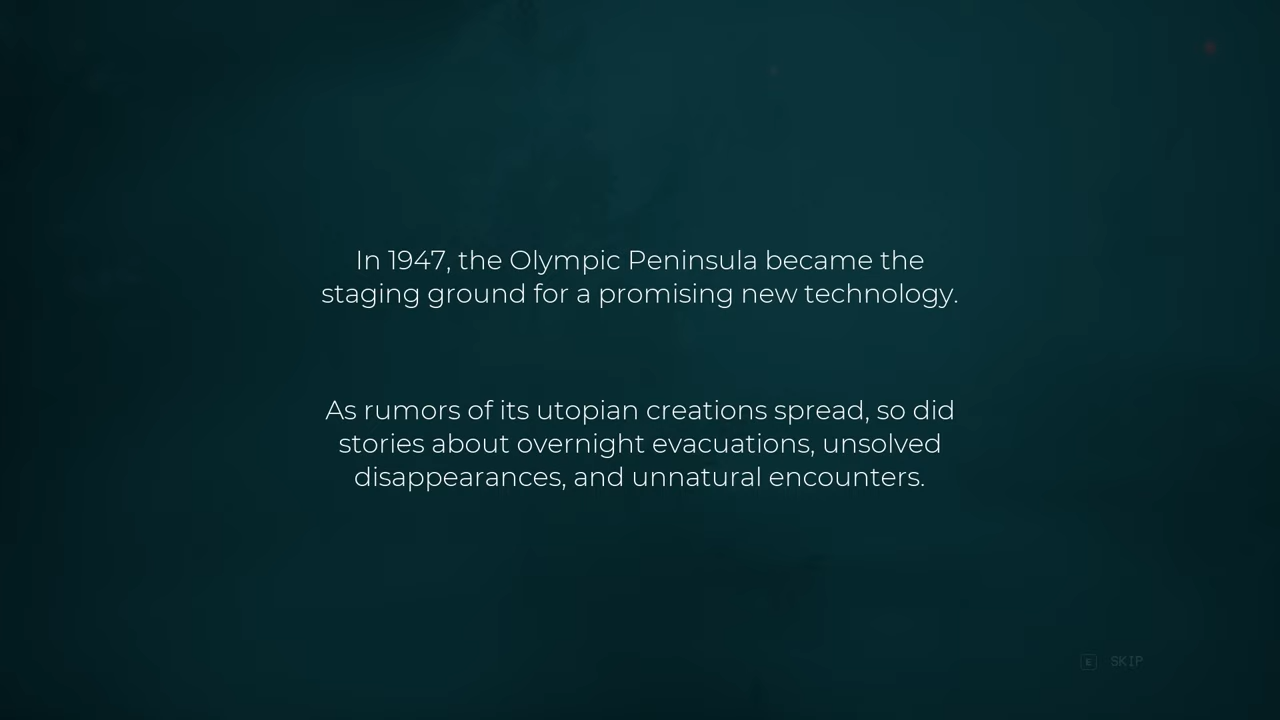 In 1947, the Olympic Peninsula became the
staging ground for a promising new technology.
As rumors of its utopian creations spread, so did
stories about overnight evacuations, unsolved
disappearances, and unnatural encounters.
E SKIP